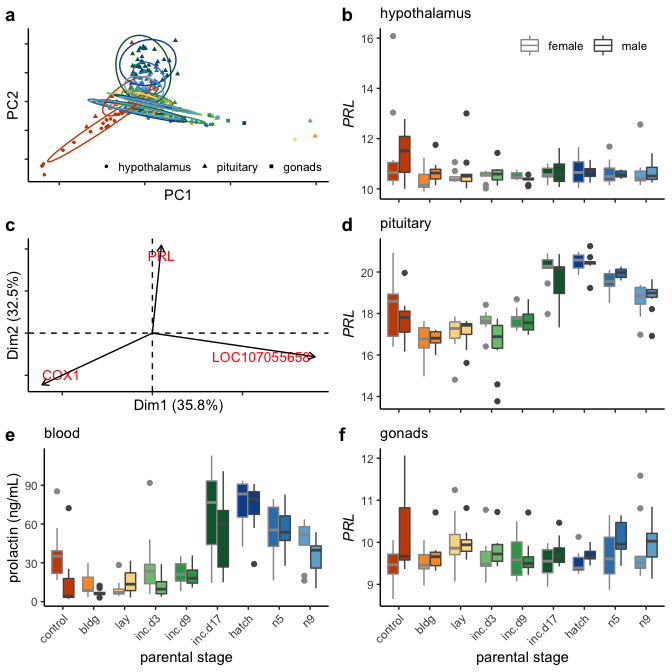 a
PC2
hypothalamus pituitary gonads
PC1
b hypothalamus
female male
PRL
16
14
12
10
c
PRL
LOC107055658
COX1
Dim2 (32.5%)
Dim1 (35.8%)
d pituitary
PRL
20
18
16
14
e blood
prolactin (ng/mL)
90
60
30
0
control bldg lay inc.d3 inc.d9 inc.d17 hatch n5 n9
parental stage
f gonads
PRL
12
11
10
9
control bldg lay inc.d3 inc.d9 inc.d17 hatch n5 n9
parental stage